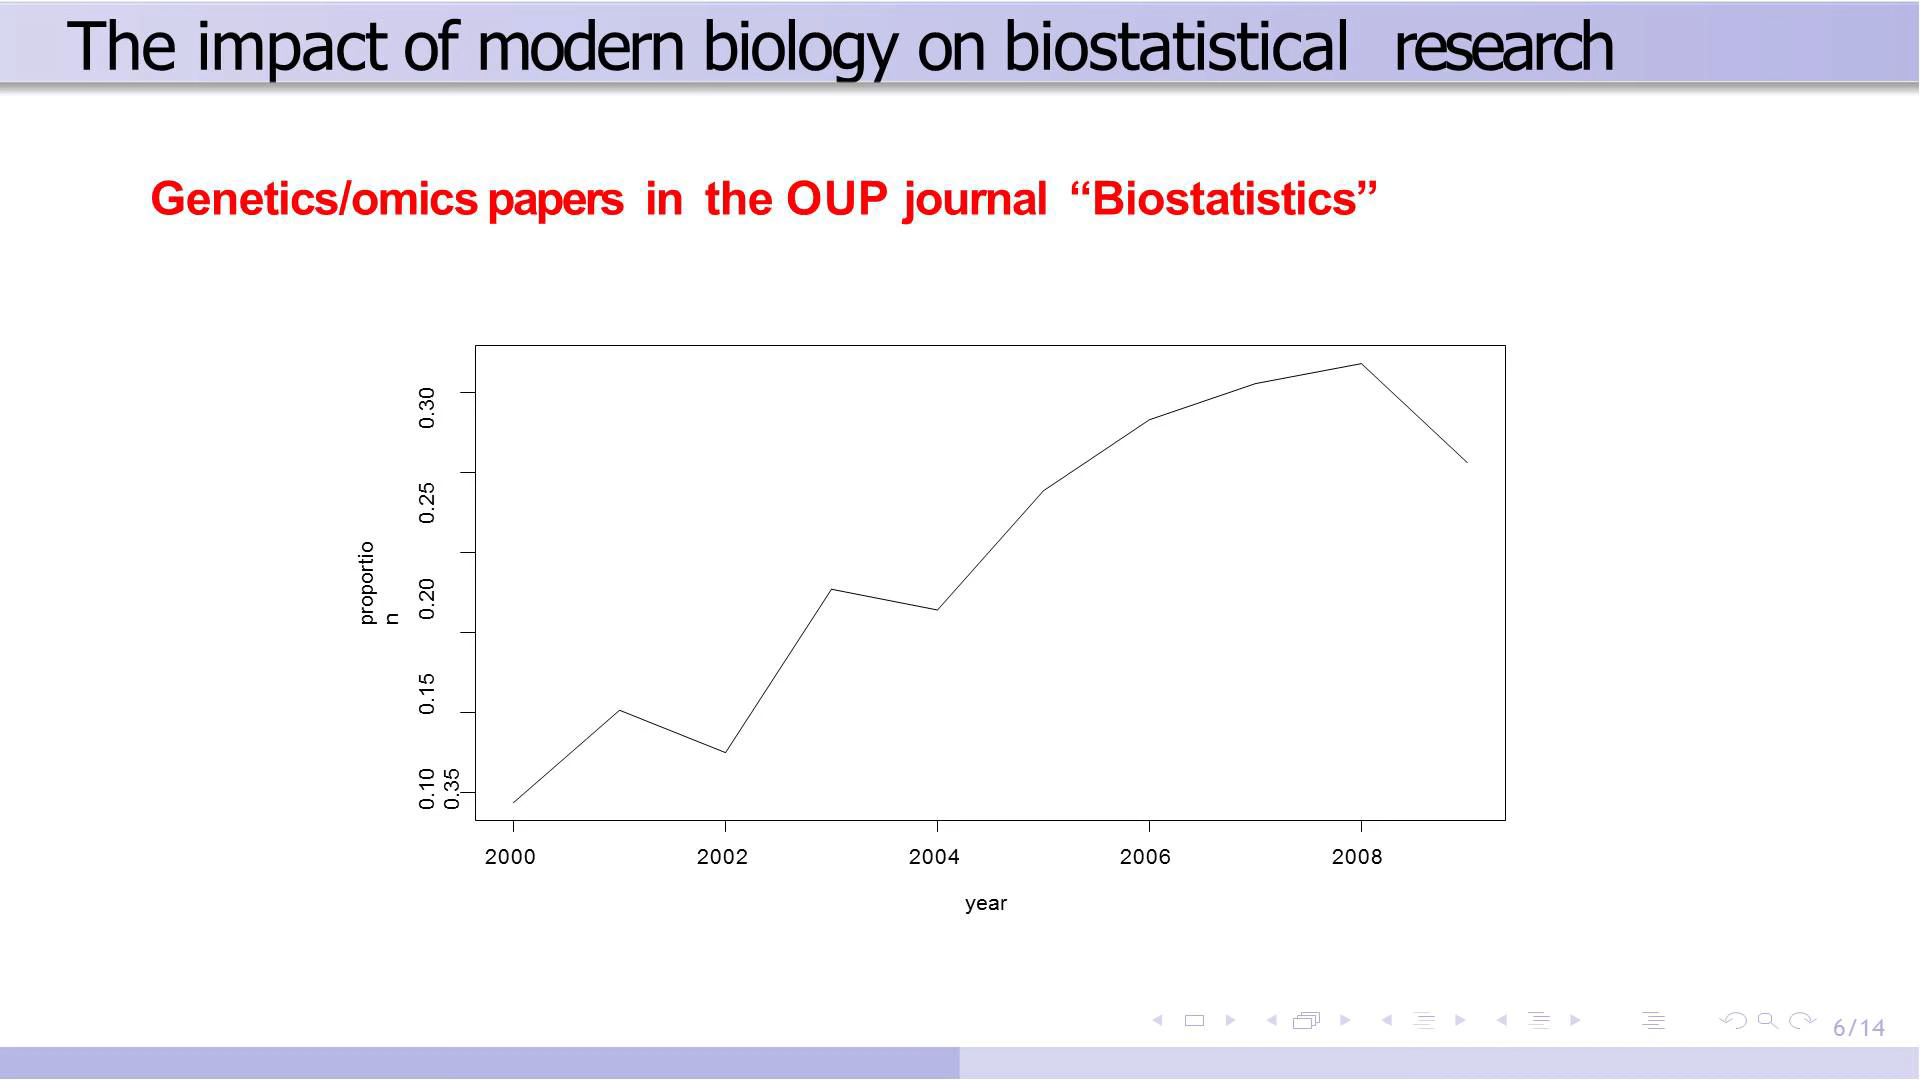 The impact of modern biology on biostatistical research
Genetics/omics papers in the OUP journal “Biostatistics”
proportio
n
0.30
0.25
0.20
0.15
0.10
0.35
2000 2002 2004 2006 2008
year
6/14